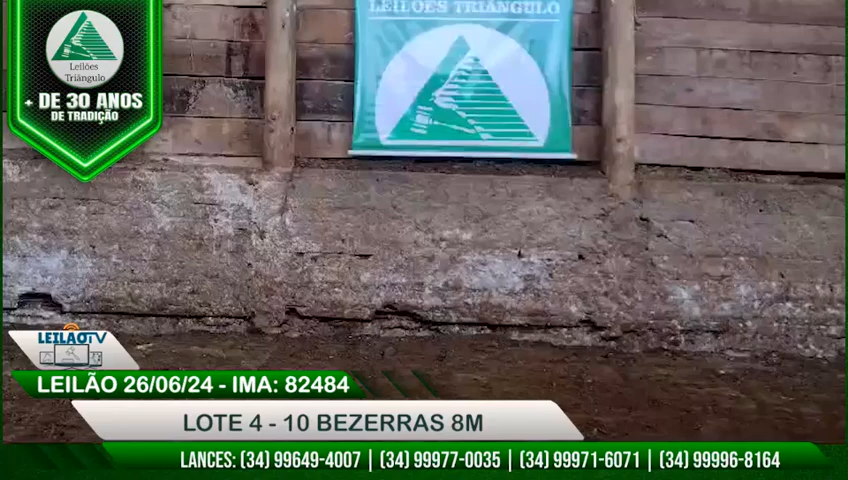 LEILÕES TRIÂNGULO
Leilões
Triângulo
+ DE 30 ANOS
DE TRADIÇÃO
LEILÃOTV
LEILÃO 26/06/24 - IMA: 82484
LOTE 4 - 10 BEZERRAS 8M
LANCES: (34) 99649-4007 | (34) 99977-0035 | (34) 99971-6071 | (34) 99996-8164